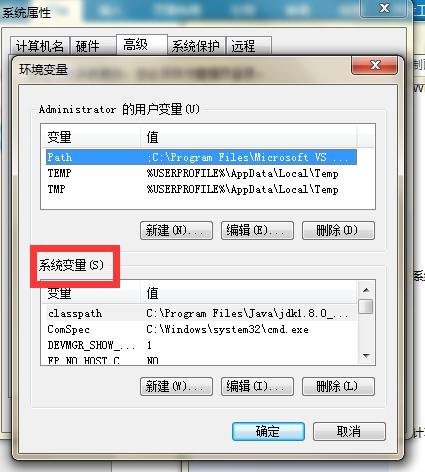 系统属性
计算机名 硬件 高级 系统保护 远程
环境变量
Administrator 的用户变量(U)
变量 值
Path ;C:\Program Files\Microsoft VS ...
TEMP %USERPROFILE%\AppData\Local\Temp
TMP %USERPROFILE%\AppData\Local\Temp
新建(N)... 编辑(E)... 删除(D)
系统变量(S)
变量 值
classpath C:\Program Files\Java\jdk1.8.0_...
ComSpec C:\Windows\system32\cmd.exe
DEVMGR_SHOW_... 1
FP_NO_HOST_C... NO
新建(W)... 编辑(I)... 删除(L)
确定 取消